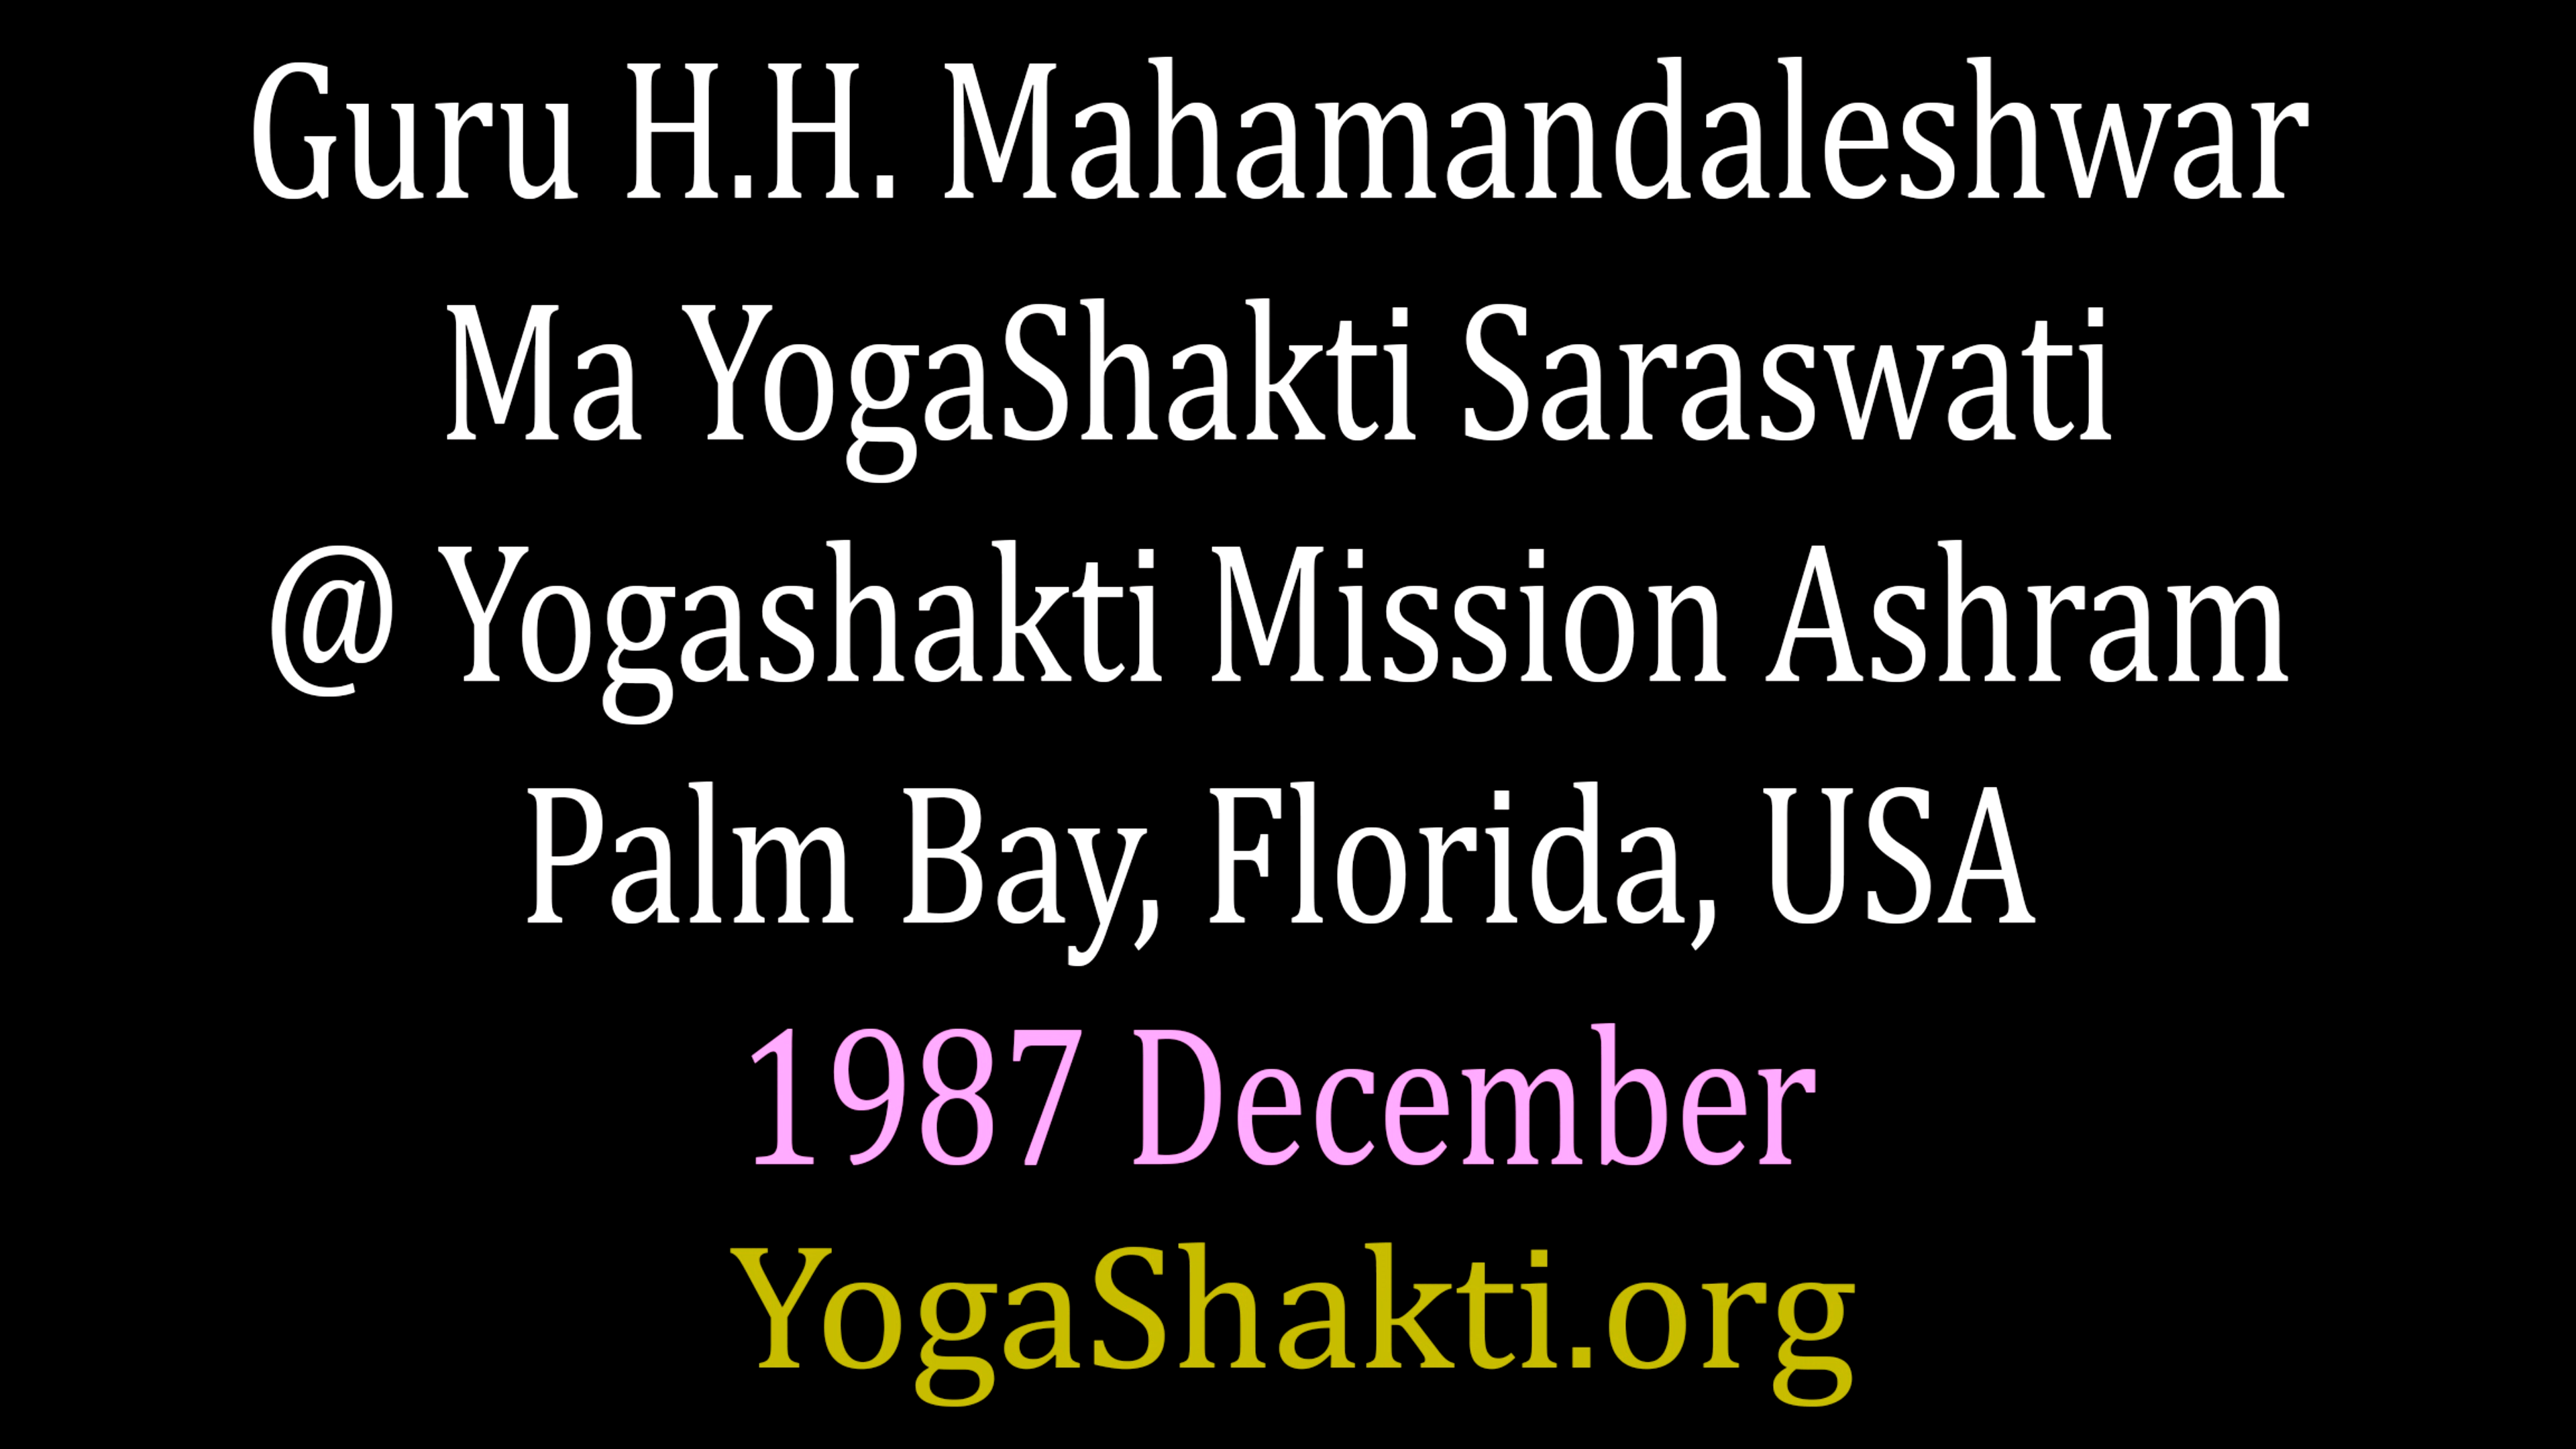 Guru H.H. Mahamandaleshwar
Ma YogaShakti Saraswati
@ Yogashakti Mission Ashram
Palm Bay, Florida, USA
1987 December
YogaShakti.org